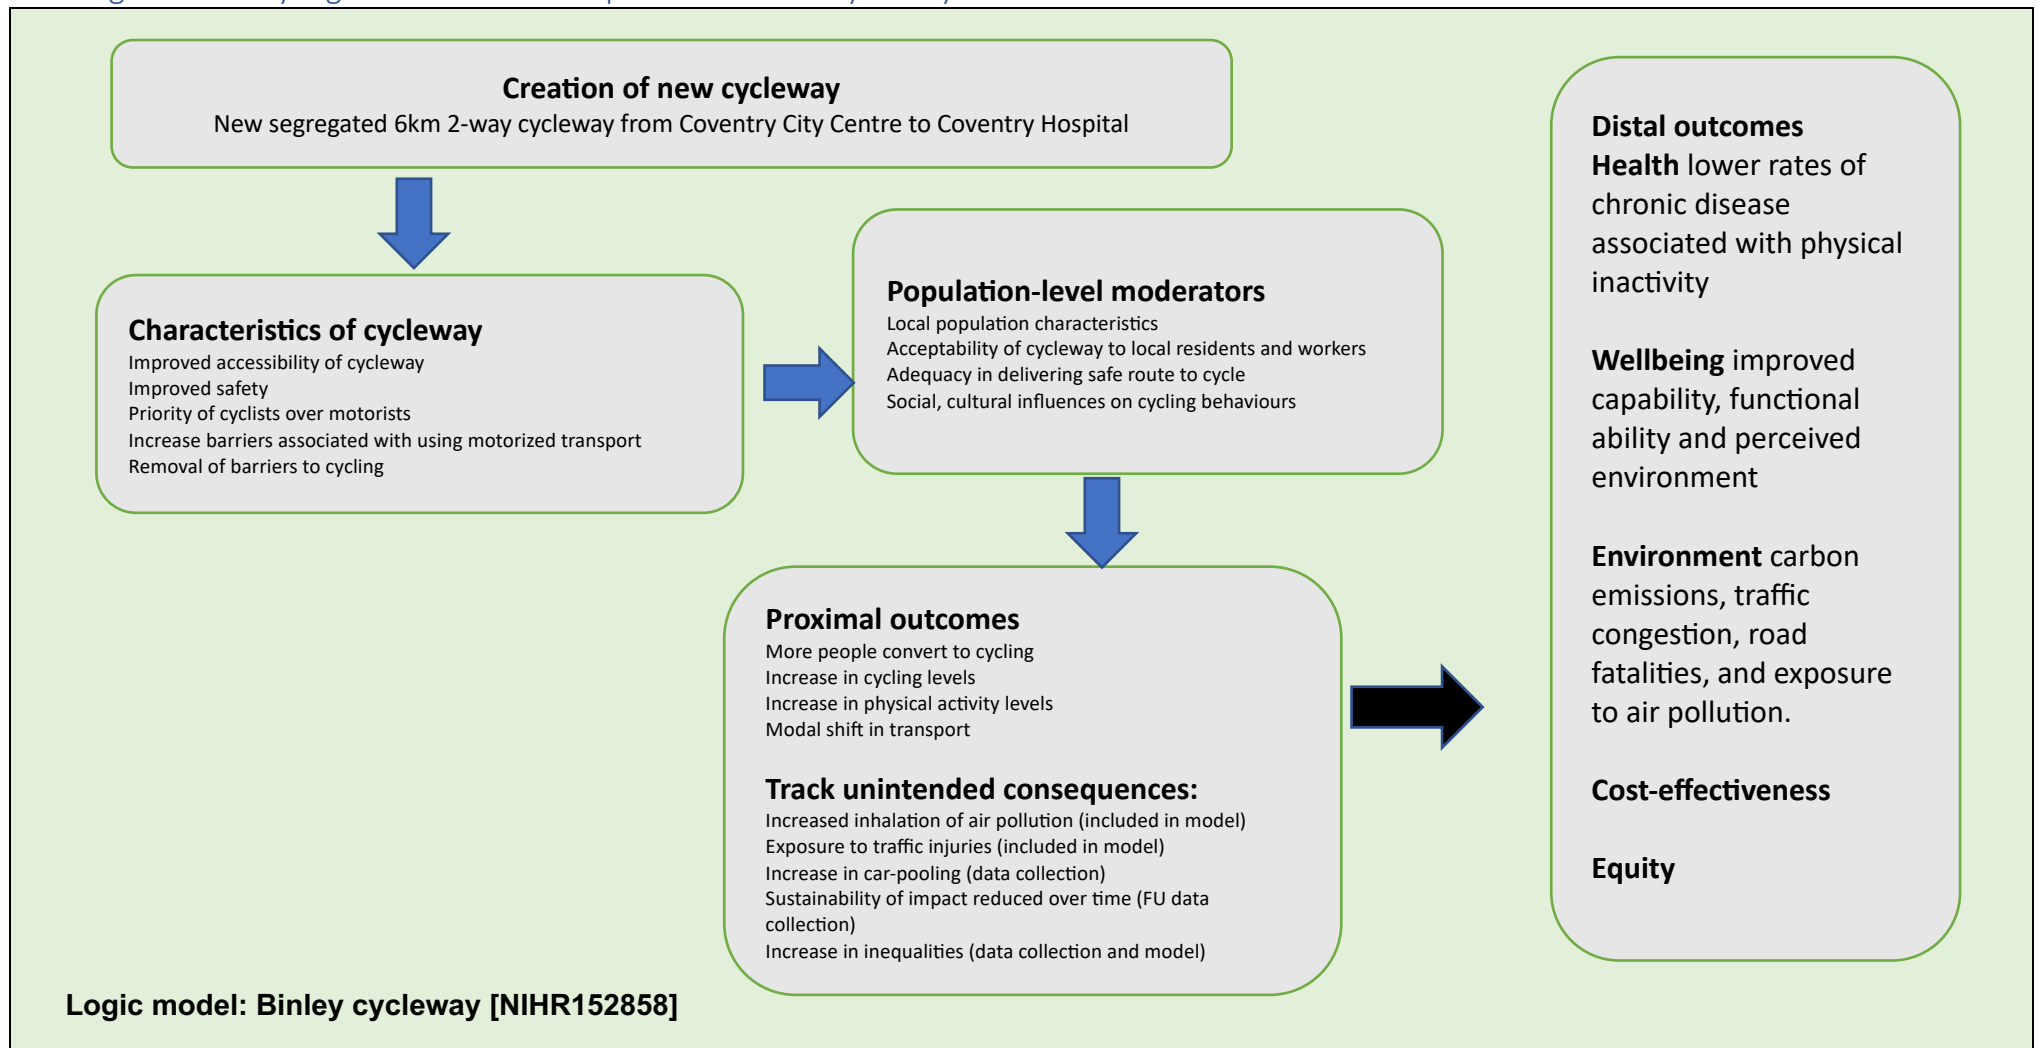 Creation of new cycleway
New segregated 6km 2-way cycleway from Coventry City Centre to Coventry Hospital
Characteristics of cycleway
Improved accessibility of cycleway
Improved safety
Priority of cyclists over motorists
Increase barriers associated with using motorized transport
Removal of barriers to cycling
Population-level moderators
Local population characteristics
Acceptability of cycleway to local residents and workers
Adequacy in delivering safe route to cycle
Social, cultural influences on cycling behaviours
Proximal outcomes
More people convert to cycling
Increase in cycling levels
Increase in physical activity levels
Modal shift in transport
Track unintended consequences:
Increased inhalation of air pollution (included in model)
Exposure to traffic injuries (included in model)
Increase in car-pooling (data collection)
Sustainability of impact reduced over time (FU data
collection)
Increase in inequalities (data collection and model)
Distal outcomes
Health lower rates of
chronic disease
associated with physical
inactivity
Wellbeing improved
capability, functional
ability and perceived
environment
Environment carbon
emissions, traffic
congestion, road
fatalities, and exposure
to air pollution.
Cost-effectiveness
Equity
Logic model: Binley cycleway [NIHR152858]